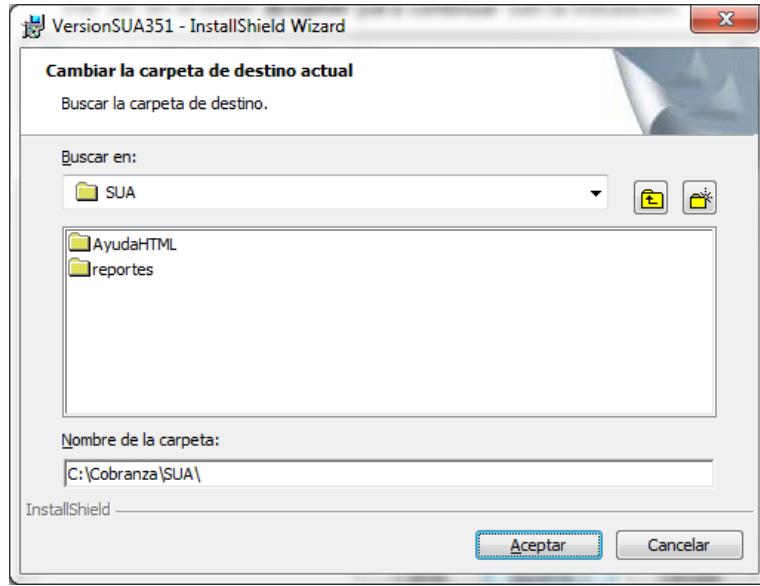 VersionSUA351 - InstallShield Wizard
Cambiar la carpeta de destino actual
Buscar la carpeta de destino.
Buscar en:
SUA
AyudaHTML
reportes
Nombre de la carpeta:
C:\Cobranza\SUA\
InstallShield
Aceptar Cancelar